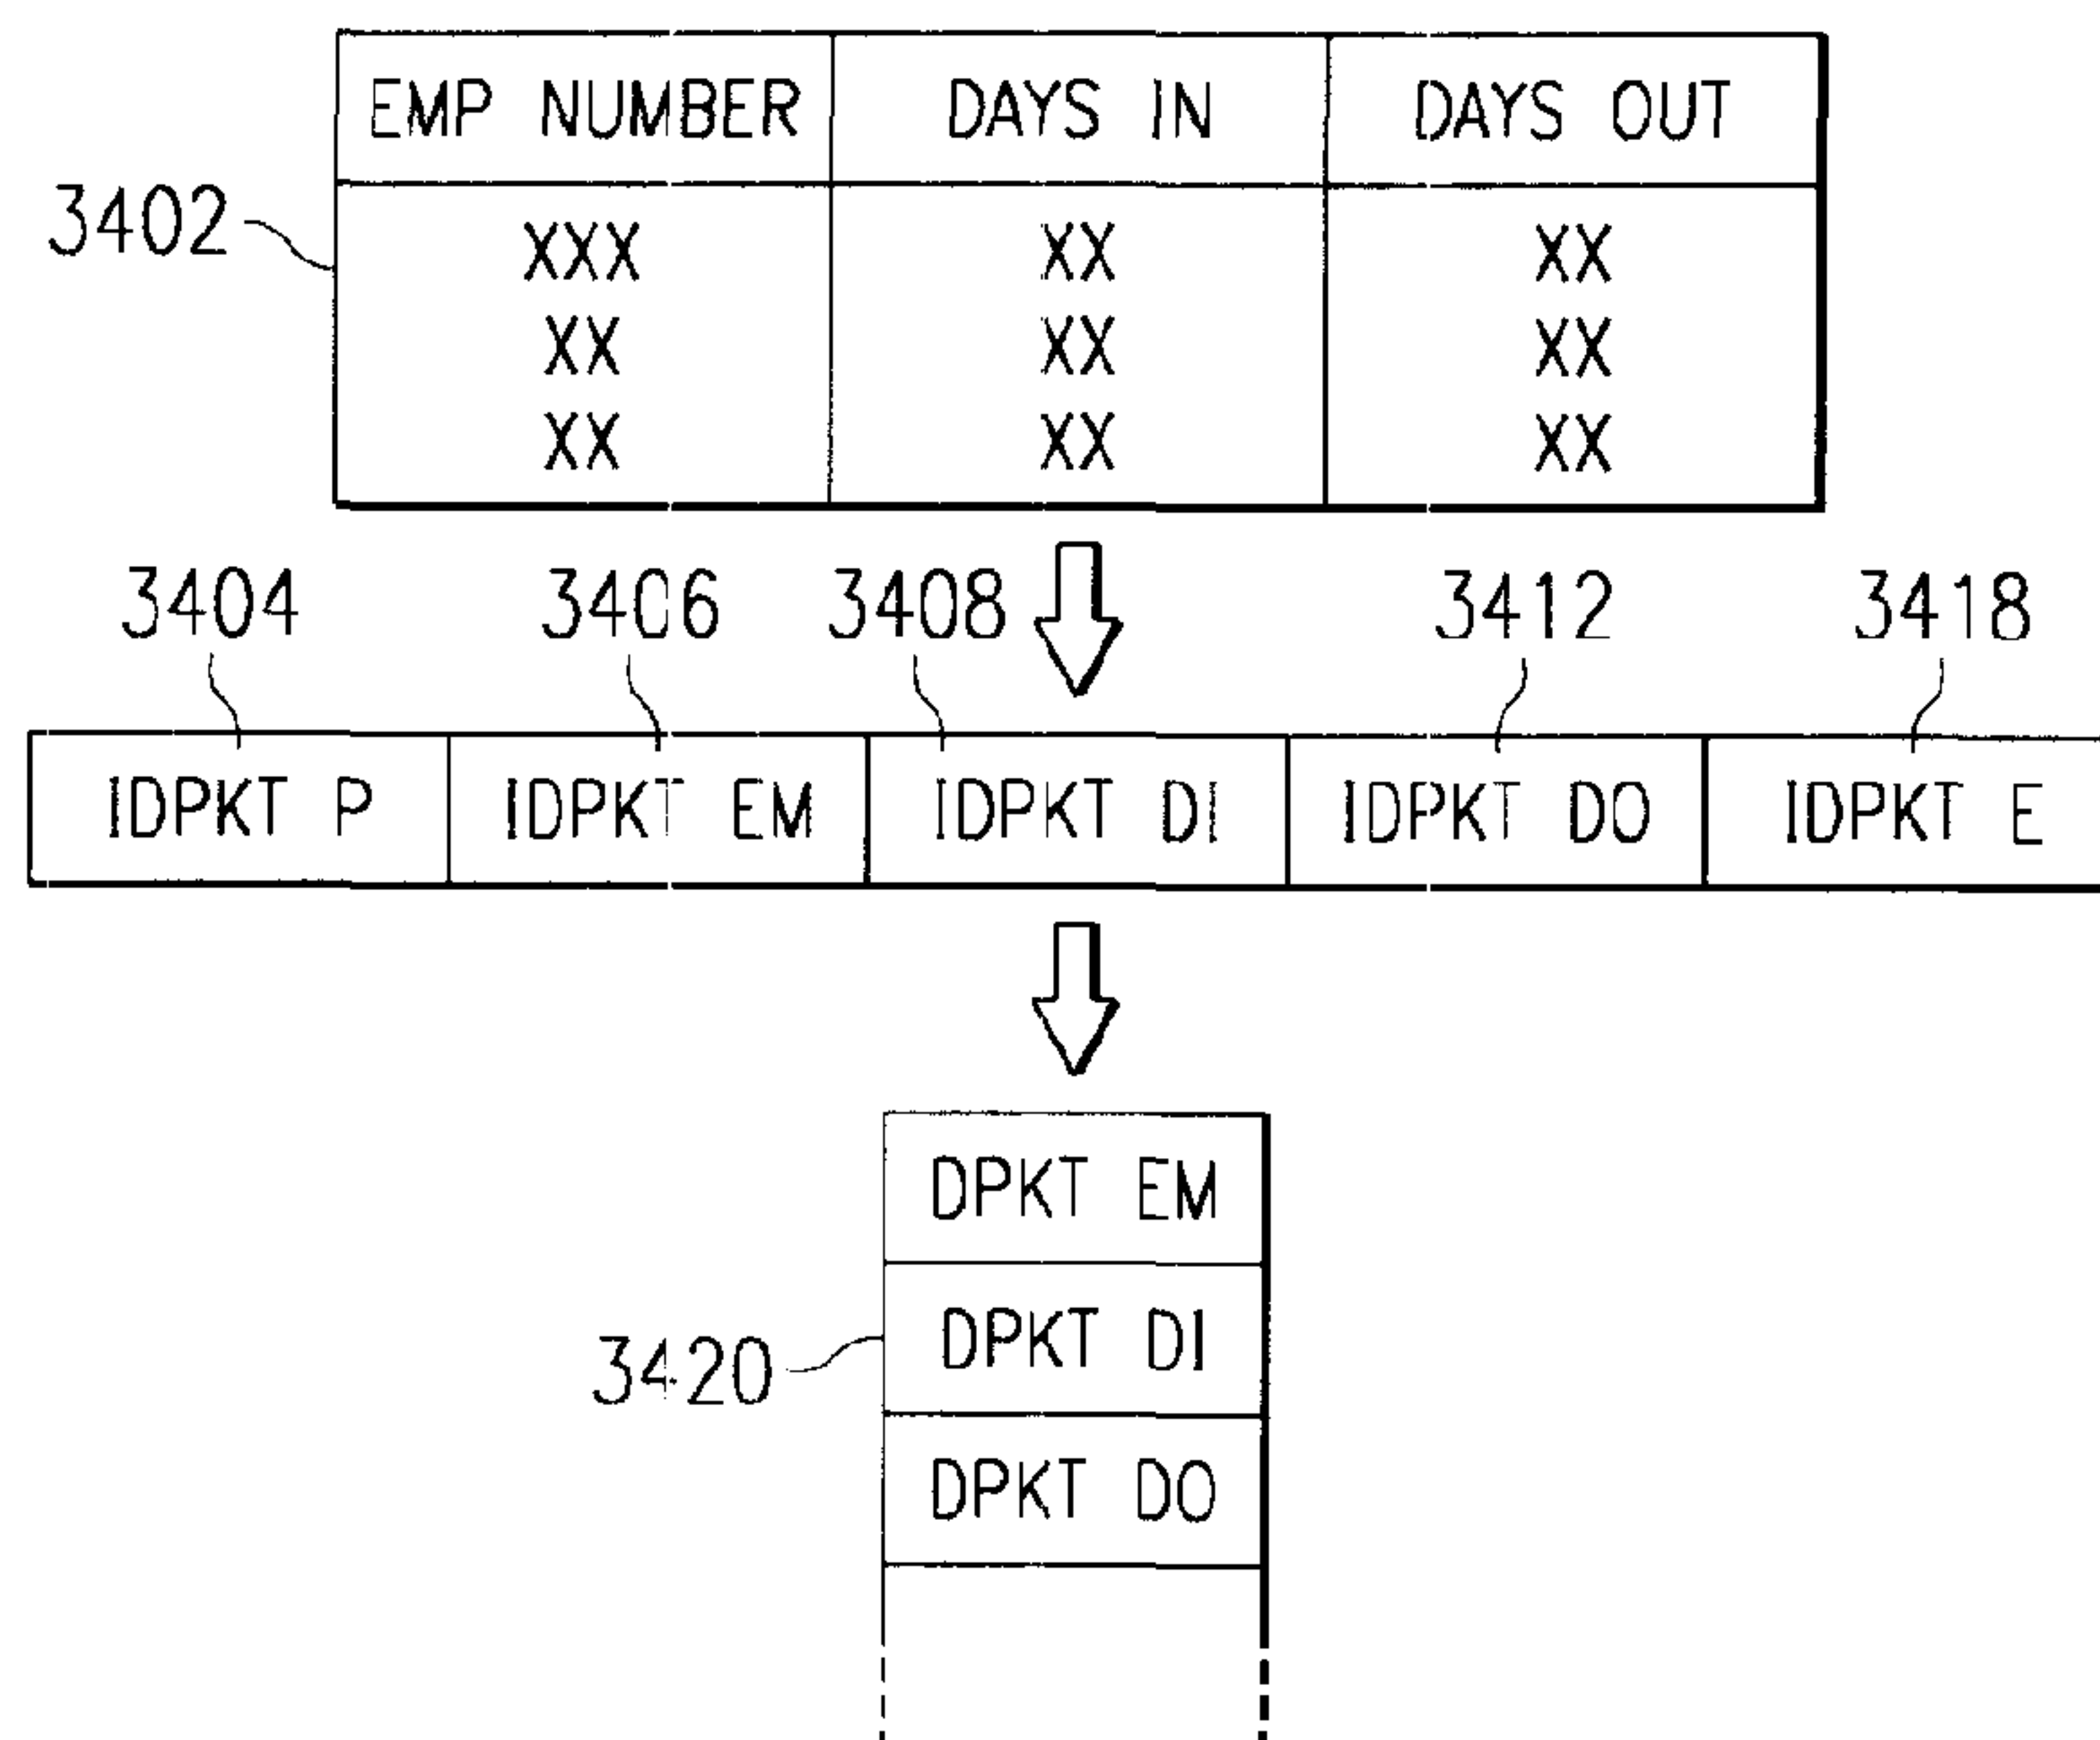 EMP NUMBER DAYS IN DAYS OUT
3402
XXX XX XX
XX XX XX
XX XX XX
3404 3406 3408 3412 3418
IDPKT P IDPKT EM IDPKT DI IDPKT DO IDPKT E
DPKT EM
DPKT DI
3420
DPKT DO